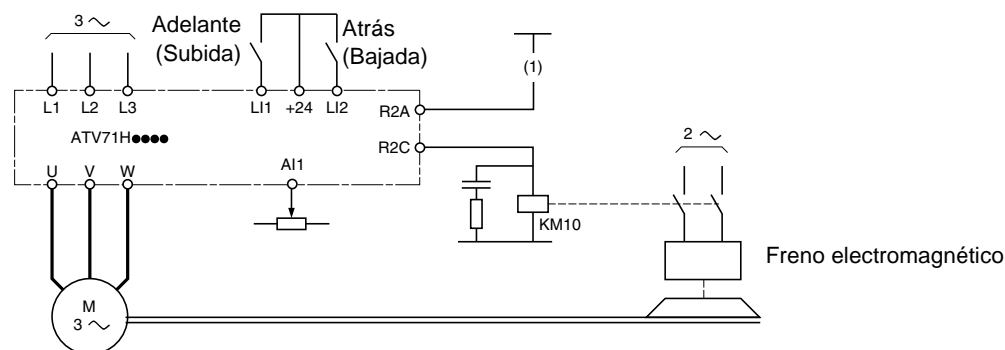 3 ∼
Adelante
(Subida)
Atrás
(Bajada)
(1)
L1 L2 L3 LI1 +24 LI2
R2A
ATV71H●●●●
R2C
2 ∼
U V W AI1
KM10
Freno electromagnético
M
3 ∼